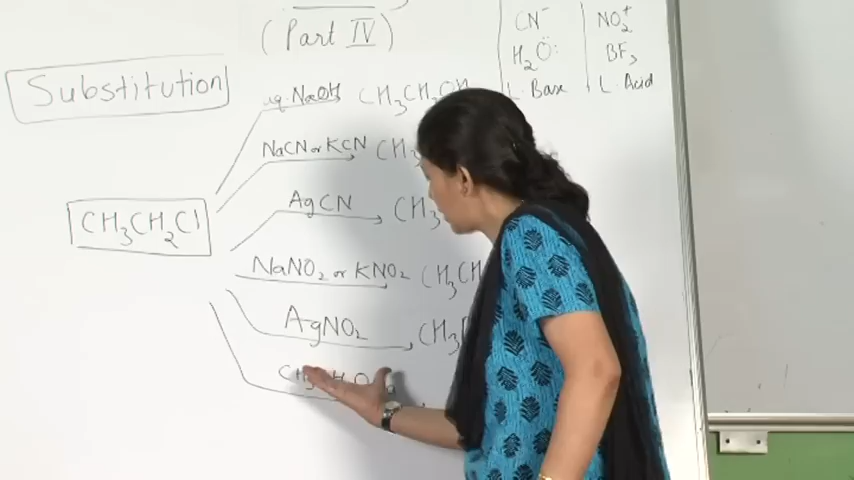 (Part IV)
CN⁻
NO₂⁺
H₂Ö:
BF₃
L. Base
L. Acid
Substitution
aq. NaOH CH₃CH₂OH
NaCN or KCN CH₃
AgCN CH₃
CH₃CH₂Cl
NaNO₂ or KNO₂ CH₃CH
AgNO₂ CH₃